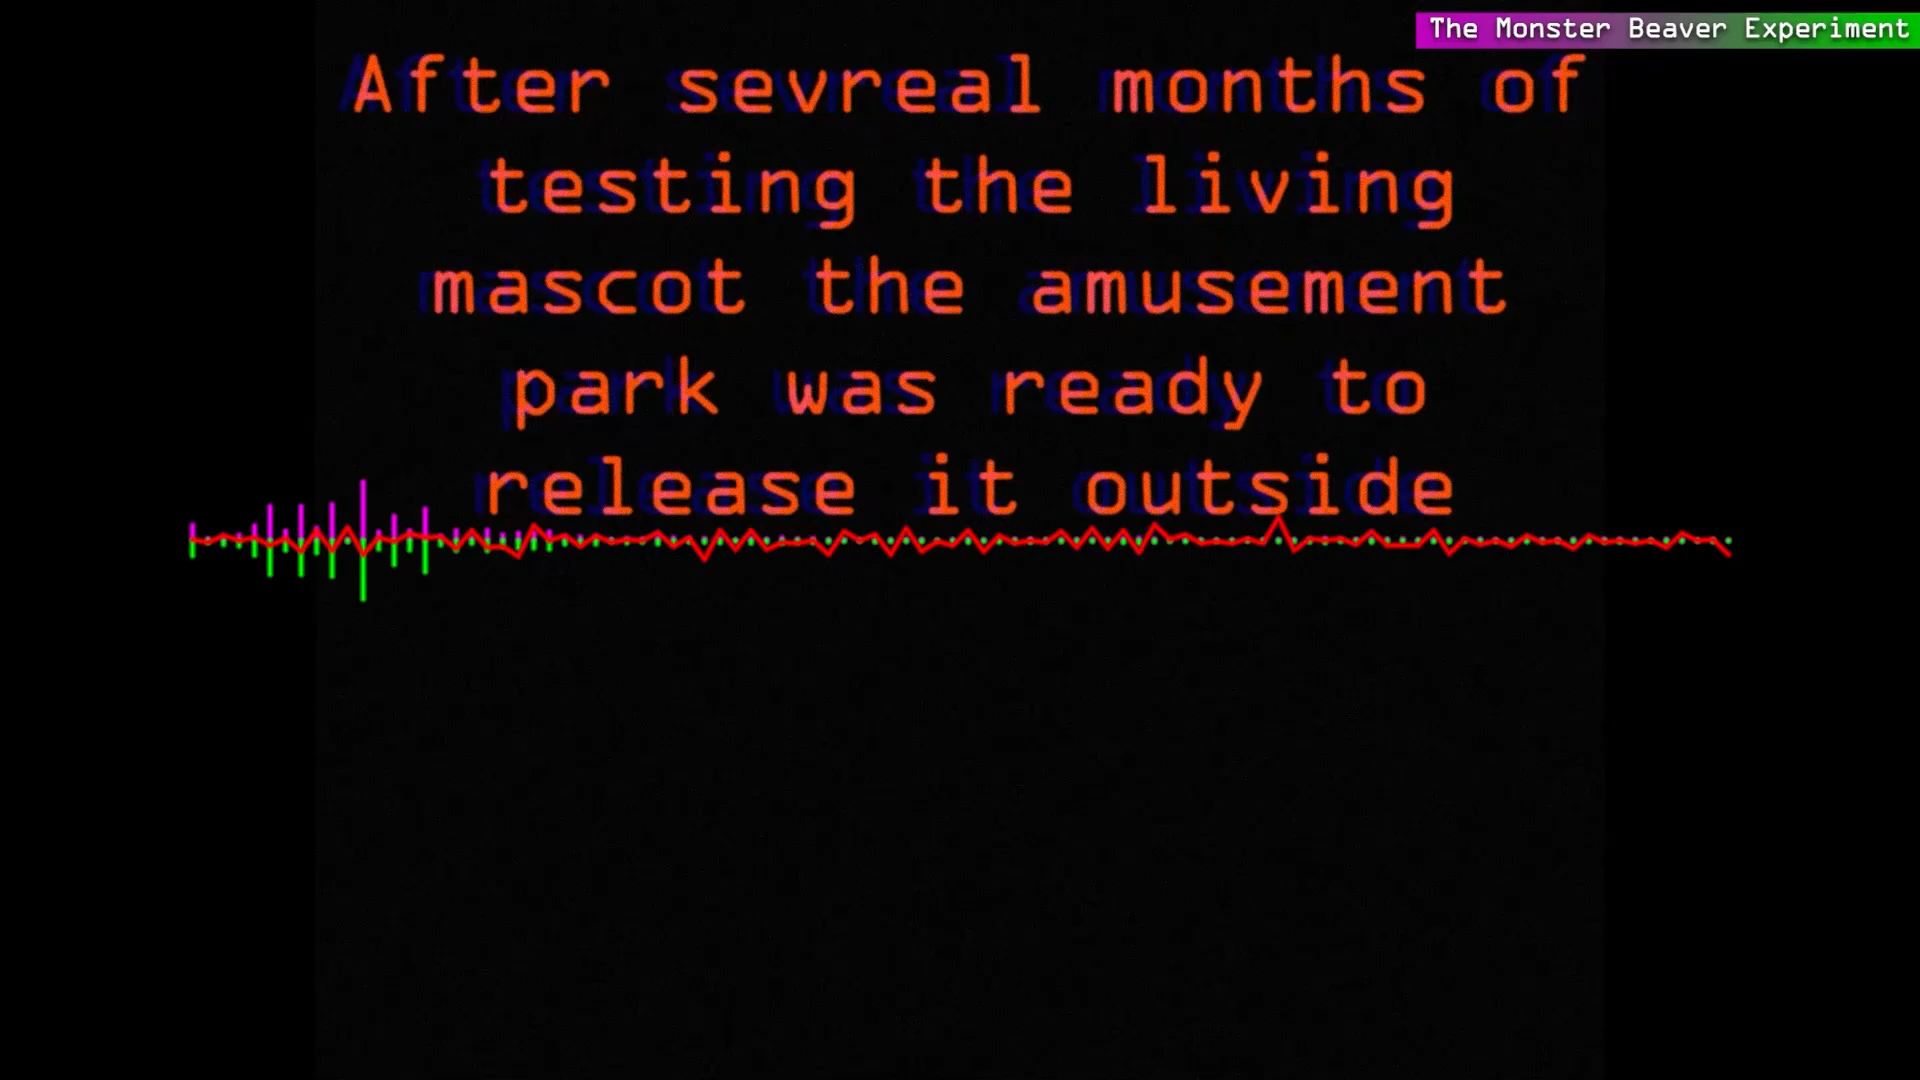 The Monster Beaver Experiment
After sevreal months of
testing the living
mascot the amusement
park was ready to
release it outside